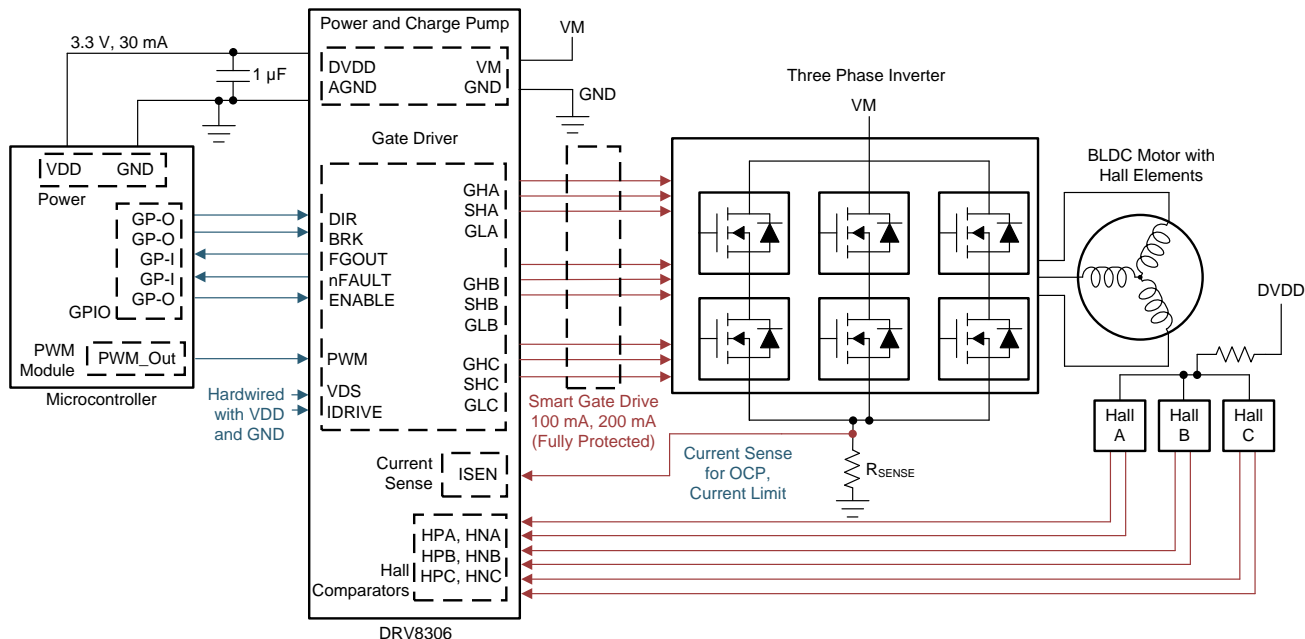 Power and Charge Pump
VM
3.3 V, 30 mA
DVDD
VM
AGND
GND
1 µF
GND
Gate Driver
Three Phase Inverter
VM
BLDC Motor with
Hall Elements
VDD
GND
Power
GP-O
GP-O
GP-I
GP-I
GP-O
GPIO
PWM
Module
PWM_Out
Microcontroller
DIR
BRK
FGOUT
nFAULT
ENABLE
PWM
VDS
IDRIVE
Hardwired
with VDD
and GND
GHA
SHA
GLA
GHB
SHB
GLB
GHC
SHC
GLC
Smart Gate Drive
100 mA, 200 mA
(Fully Protected)
DVDD
Hall
A
Hall
B
Hall
C
Current
Sense
ISEN
Current Sense
for OCP,
Current Limit
RSENSE
HPA, HNA
HPB, HNB
HPC, HNC
Hall
Comparators
DRV8306